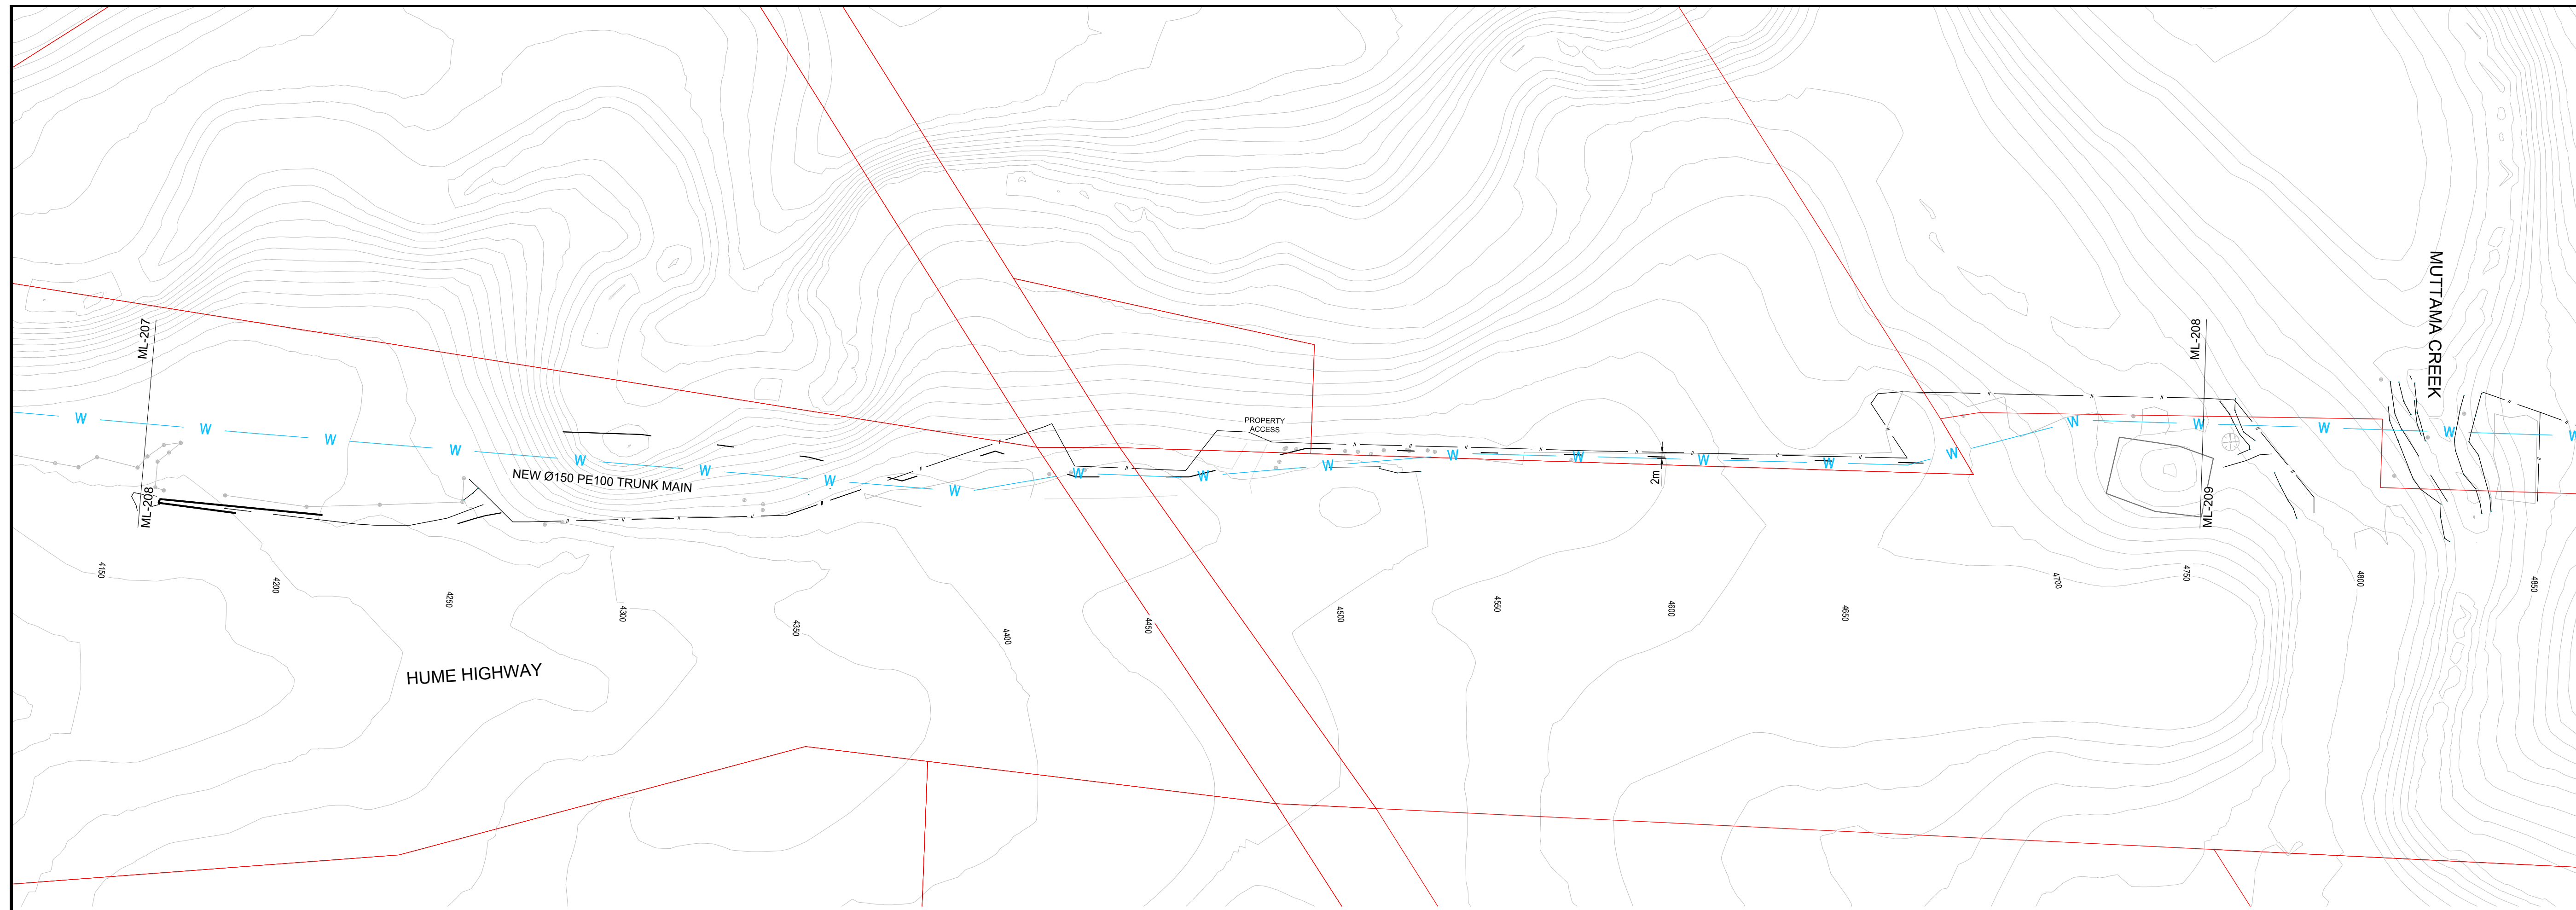 ML-207
ML-208
MUTTAMA CREEK
ML-208
ML-209
W W W W W W W W W W W W W W W W W W W W W
PROPERTY
ACCESS
2m
NEW Ø150 PE100 TRUNK MAIN
4150
4200
4250
4300
4350
4400
4450
4500
4550
4600
4650
4700
4750
4800
4850
HUME HIGHWAY